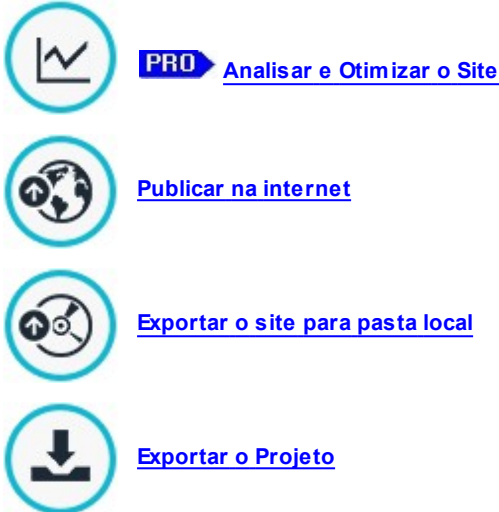 PRO Analisar e Otimizar o Site
Publicar na internet
Exportar o site para pasta local
Exportar o Projeto